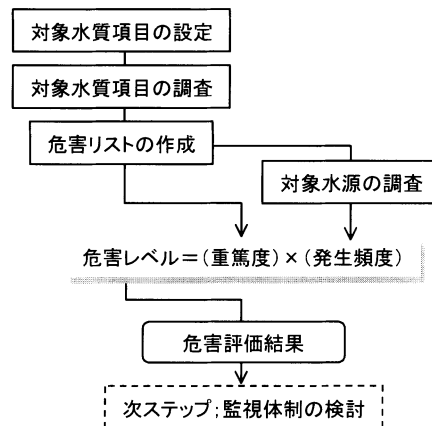 対象水質項目の設定
対象水質項目の調査
危害リストの作成
対象水源の調査
危害レベル＝(重篤度)×(発生頻度)
危害評価結果
次ステップ;監視体制の検討